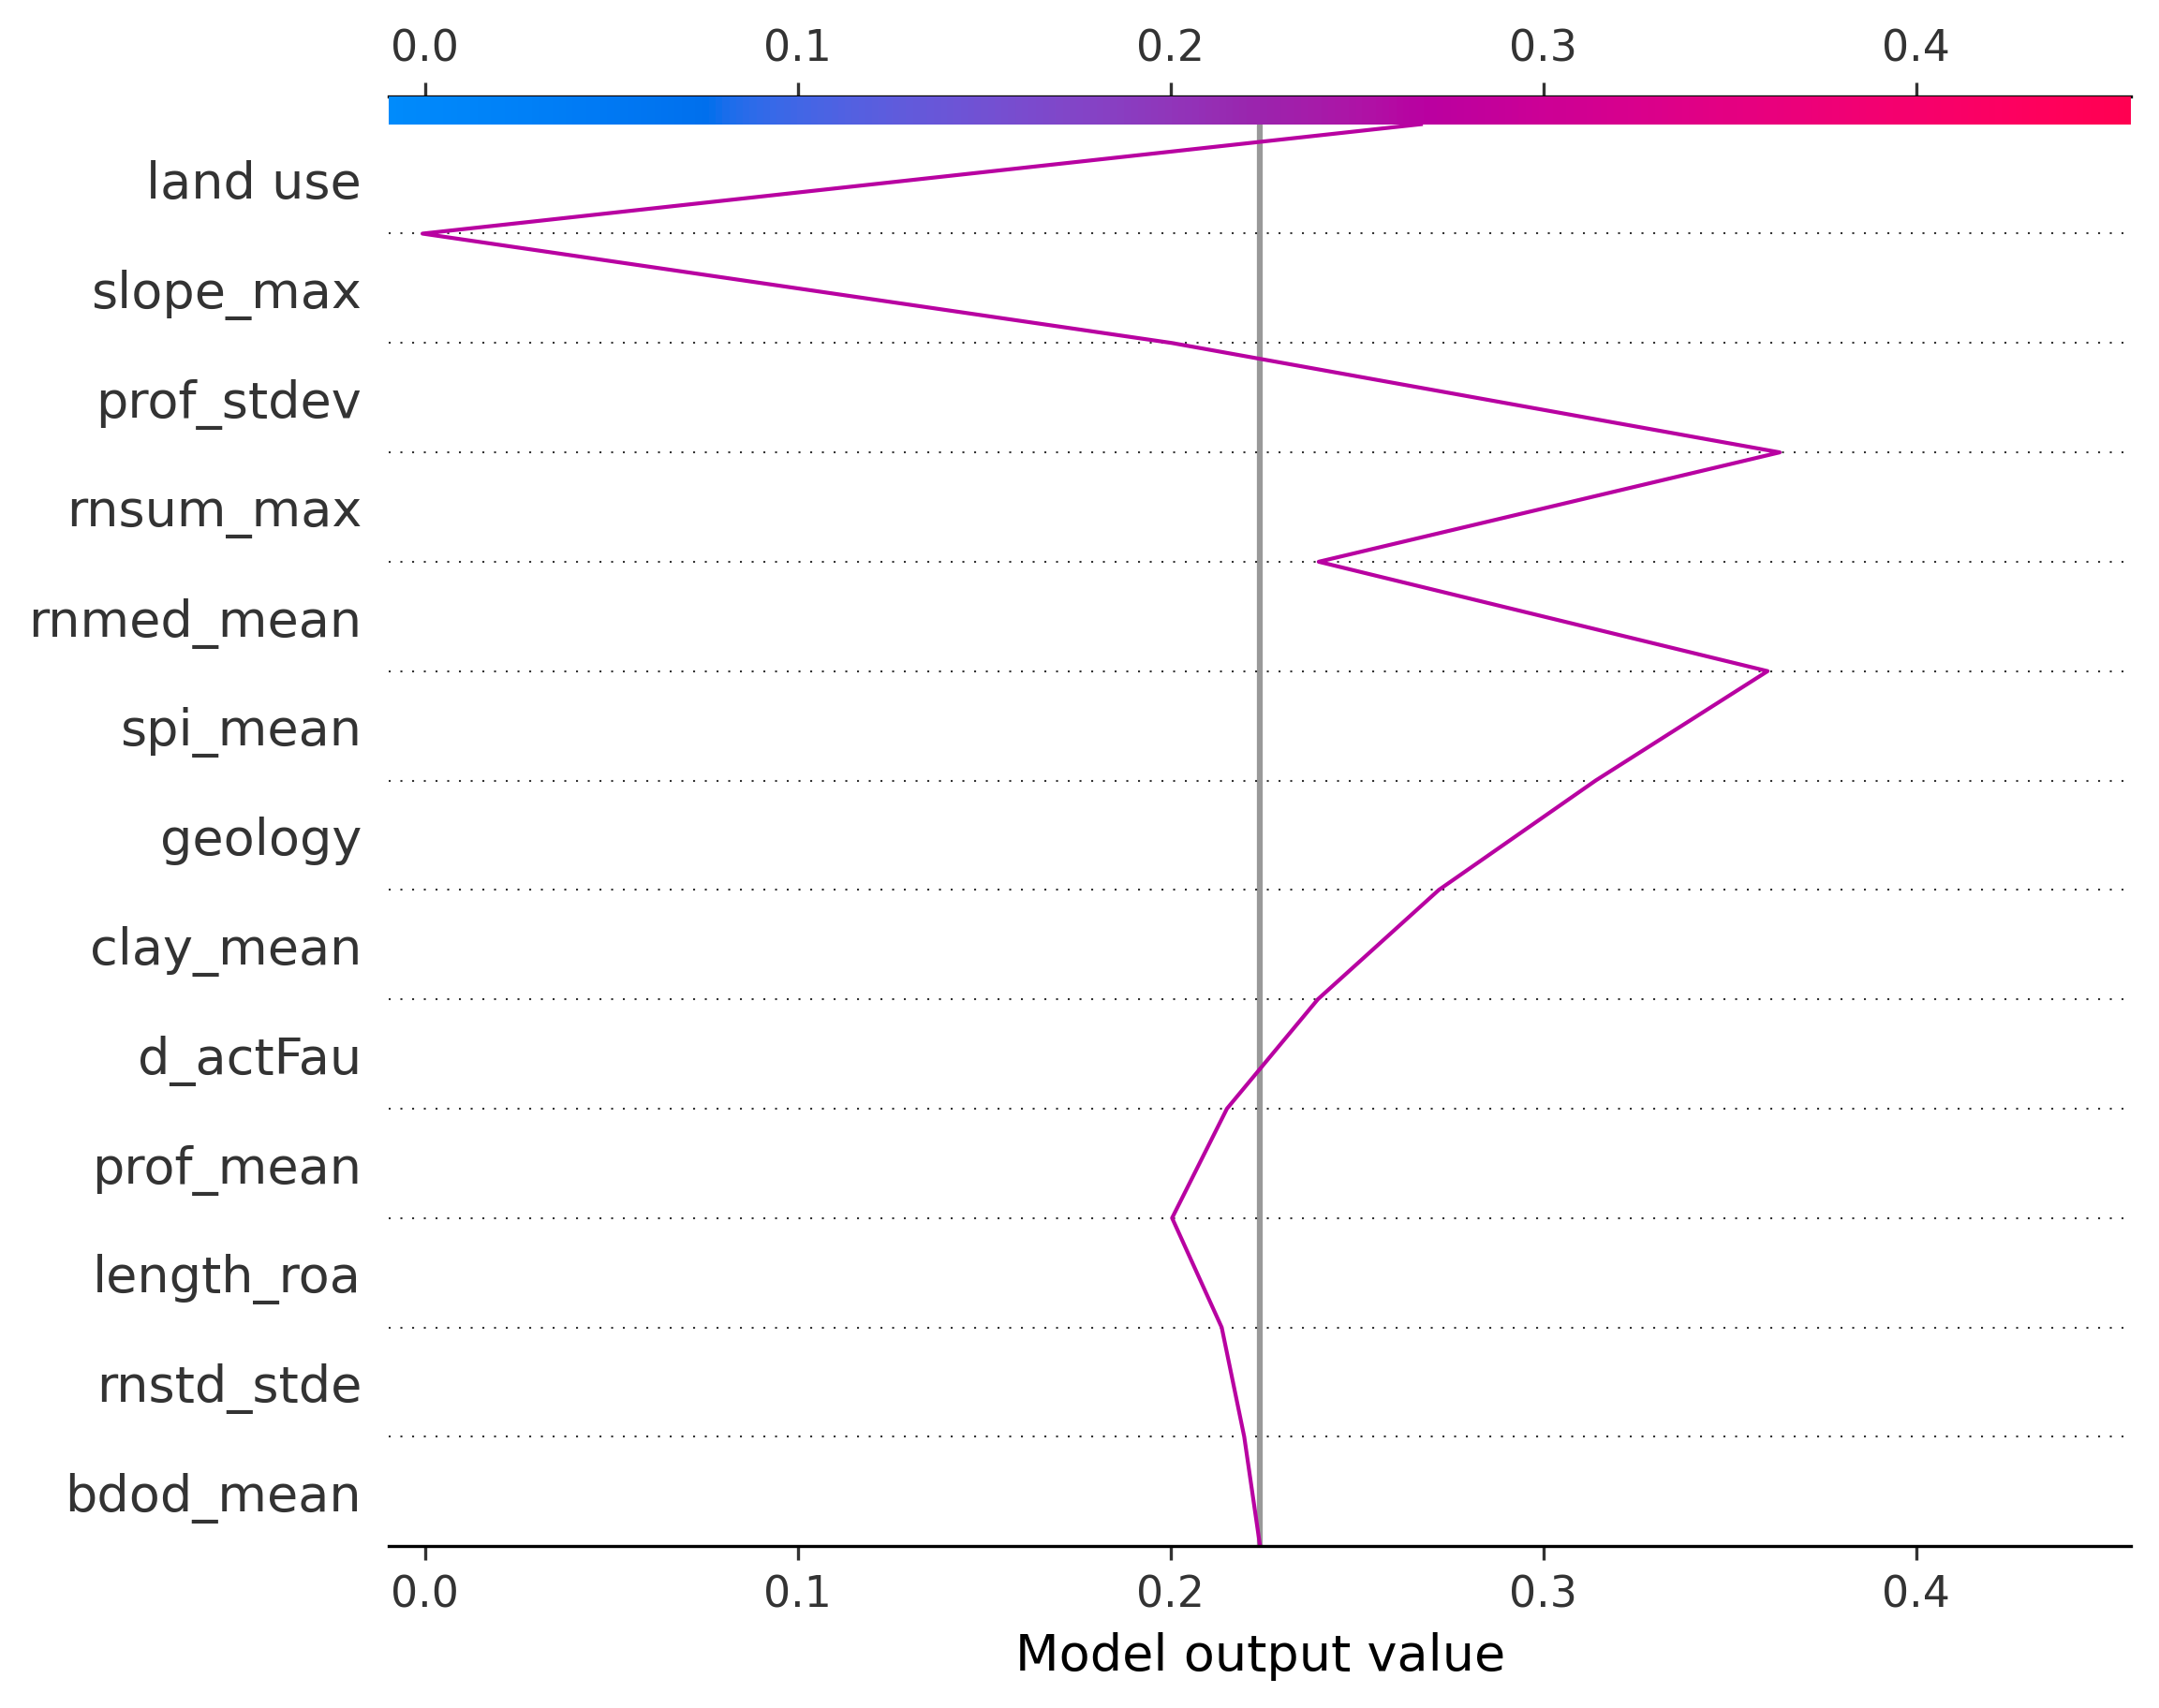 0.0 0.1 0.2 0.3 0.4
land use
slope_max
prof_stdev
rnsum_max
rnmed_mean
spi_mean
geology
clay_mean
d_actFau
prof_mean
length_roa
rnstd_stde
bdod_mean
0.0 0.1 0.2 0.3 0.4
Model output value